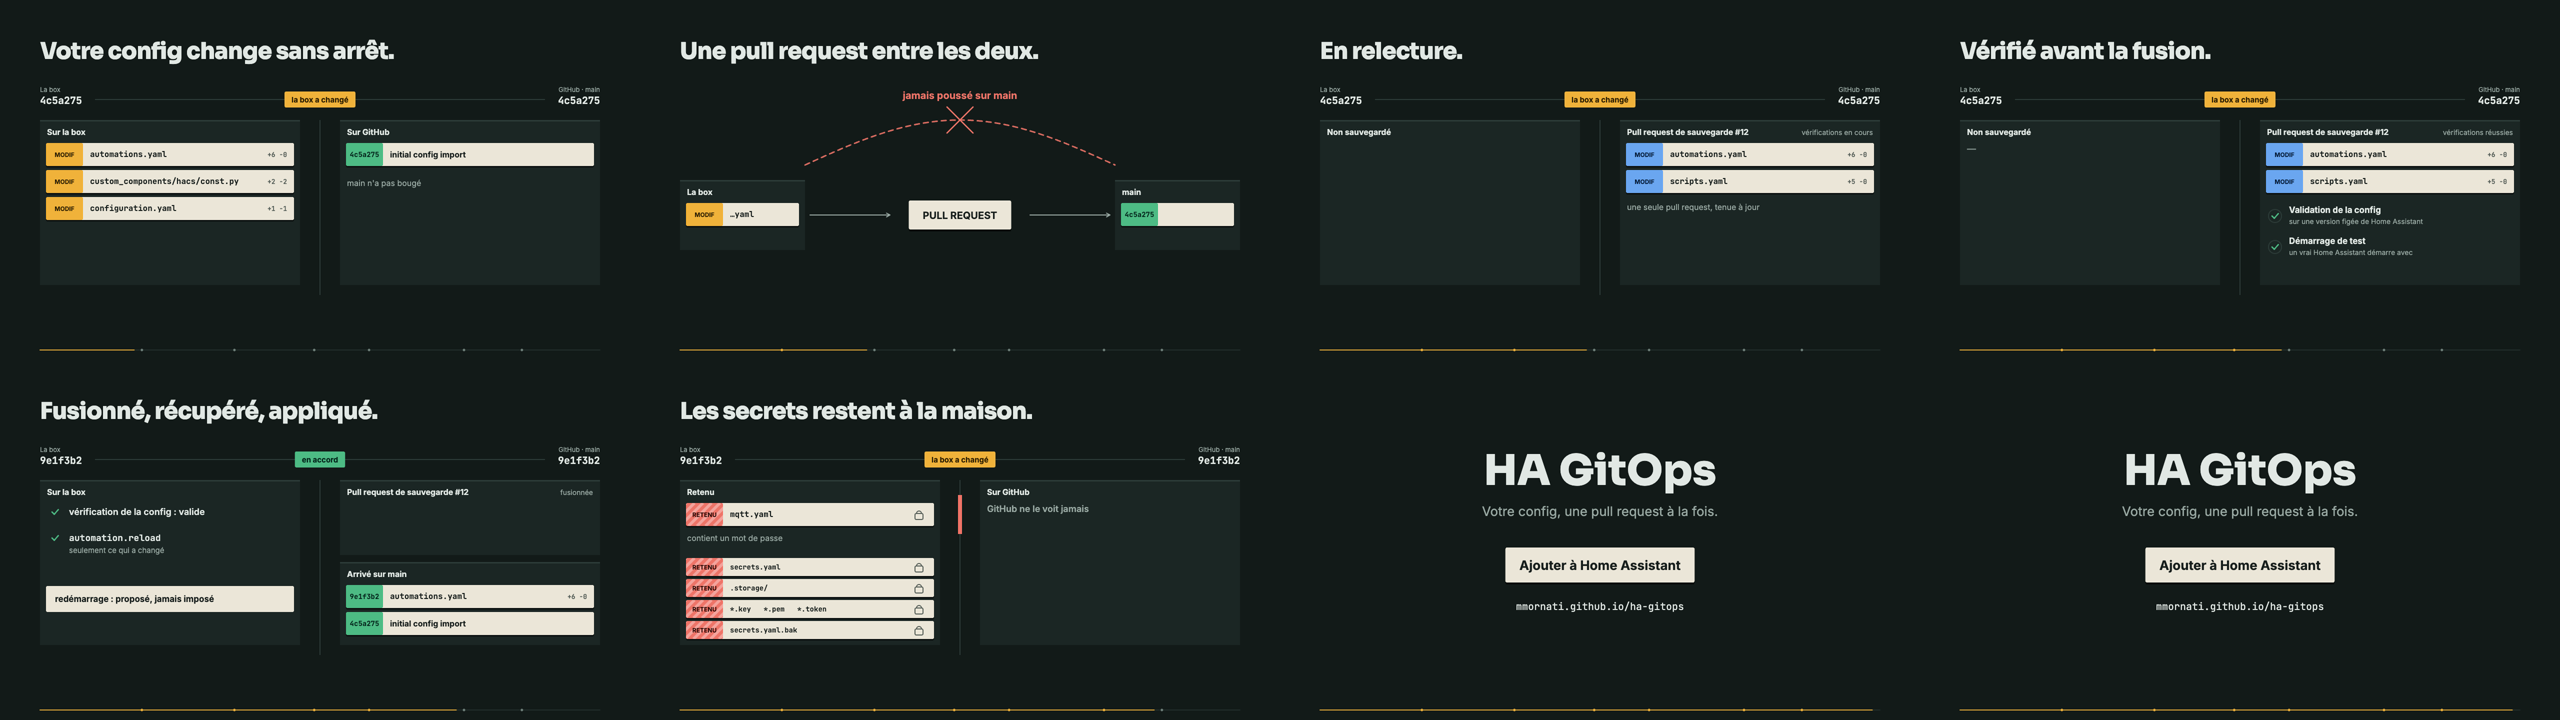 Votre config change sans arrêt.
La box
4c5a275
la box a changé
GitHub · main
4c5a275
Sur la box
MODIF automations.yaml +6 -0
MODIF custom_components/hacs/const.py +2 -2
MODIF configuration.yaml +1 -1
Sur GitHub
4c5a275 initial config import
main n'a pas bougé
Une pull request entre les deux.
jamais poussé sur main
La box
MODIF …yaml
PULL REQUEST
main
4c5a275
En relecture.
La box
4c5a275
la box a changé
GitHub · main
4c5a275
Non sauvegardé
Pull request de sauvegarde #12 vérifications en cours
MODIF automations.yaml +6 -0
MODIF scripts.yaml +5 -0
une seule pull request, tenue à jour
Vérifié avant la fusion.
La box
4c5a275
la box a changé
GitHub · main
4c5a275
Non sauvegardé
—
Pull request de sauvegarde #12 vérifications réussies
MODIF automations.yaml +6 -0
MODIF scripts.yaml +5 -0
Validation de la config
sur une version figée de Home Assistant
Démarrage de test
un vrai Home Assistant démarre avec
Fusionné, récupéré, appliqué.
La box
9e1f3b2
en accord
GitHub · main
9e1f3b2
Sur la box
vérification de la config : valide
automation.reload
seulement ce qui a changé
redémarrage : proposé, jamais imposé
Pull request de sauvegarde #12 fusionnée
Arrivé sur main
9e1f3b2 automations.yaml +6 -0
4c5a275 initial config import
Les secrets restent à la maison.
La box
9e1f3b2
la box a changé
GitHub · main
9e1f3b2
Retenu
RETENU mqtt.yaml
contient un mot de passe
RETENU secrets.yaml
RETENU .storage/
RETENU *.key *.pem *.token
RETENU secrets.yaml.bak
Sur GitHub
GitHub ne le voit jamais
HA GitOps
Votre config, une pull request à la fois.
Ajouter à Home Assistant
mmornati.github.io/ha-gitops
HA GitOps
Votre config, une pull request à la fois.
Ajouter à Home Assistant
mmornati.github.io/ha-gitops